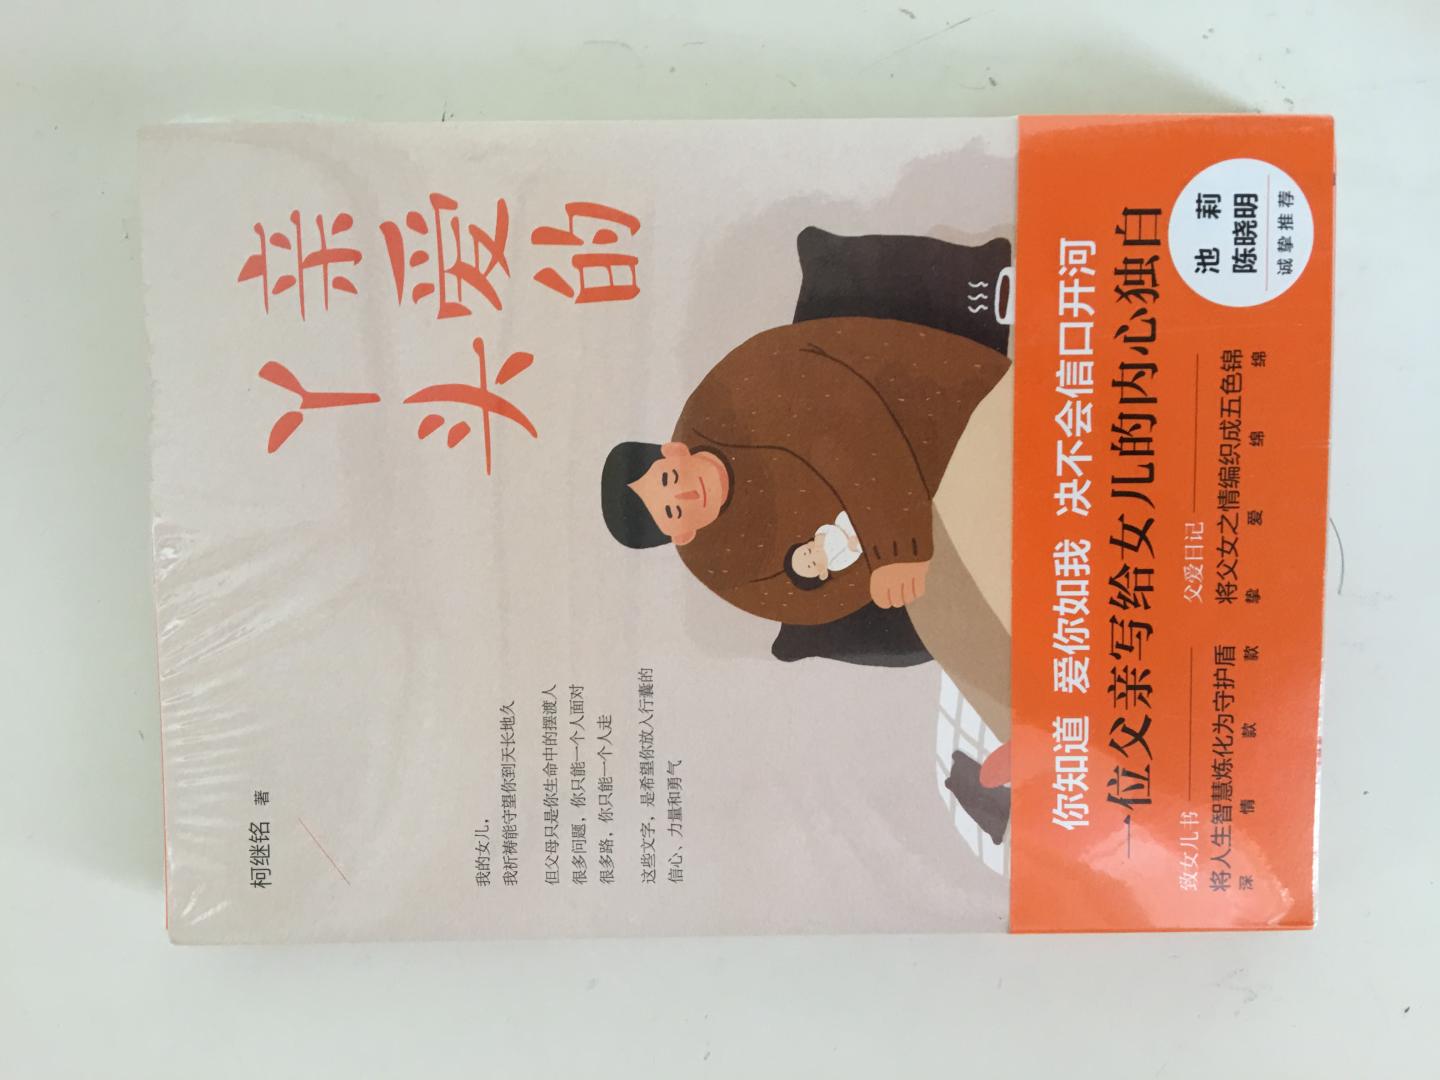 亲爱的
丫头
柯继铭 著
我的女儿，
我祈祷能守望你到天长地久
但父母只是你生命中的摆渡人
很多问题，你只能一个人面对
很多路，你只能一个人走
这些文字，是希望你放入行囊的
信心、力量和勇气
你知道 爱你如我 决不会信口开河
一位父亲写给女儿的内心独白
致女儿书
将人生智慧炼化为守护盾
深情款款
父爱日记
将父女之情编织成五色锦
挚爱绵绵
池莉
陈晓明
诚挚推荐